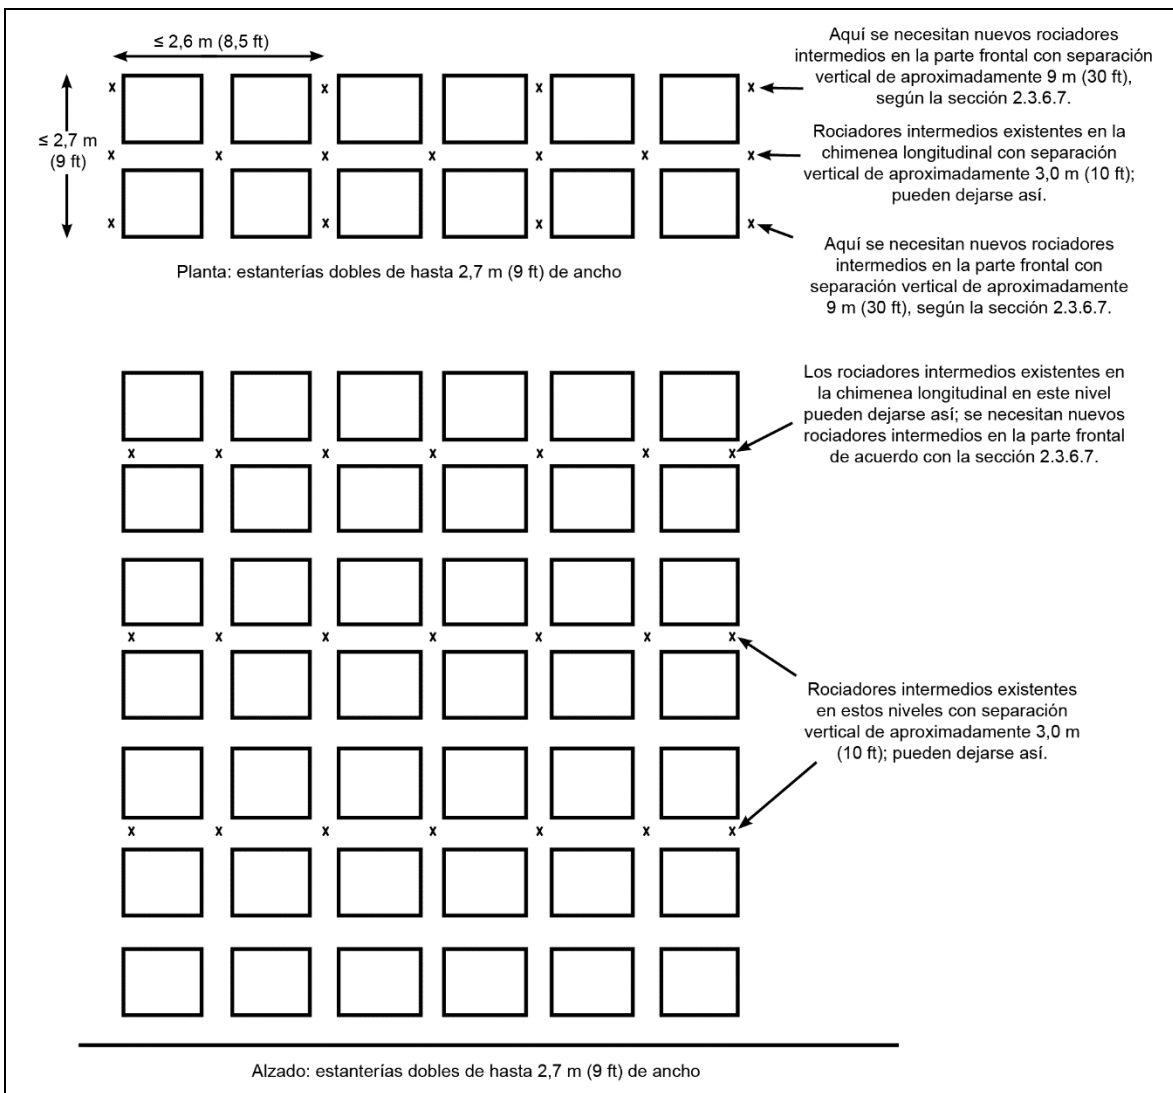 ≤ 2,6 m (8,5 ft)
≤ 2,7 m
(9 ft)
Aquí se necesitan nuevos rociadores
intermedios en la parte frontal con separación
vertical de aproximadamente 9 m (30 ft),
según la sección 2.3.6.7.
Rociadores intermedios existentes en la
chimenea longitudinal con separación
vertical de aproximadamente 3,0 m (10 ft);
pueden dejarse así.
Aquí se necesitan nuevos rociadores
intermedios en la parte frontal con
separación vertical de aproximadamente
9 m (30 ft), según la sección 2.3.6.7.
Planta: estanterías dobles de hasta 2,7 m (9 ft) de ancho
Los rociadores intermedios existentes en
la chimenea longitudinal en este nivel
pueden dejarse así; se necesitan nuevos
rociadores intermedios en la parte frontal
de acuerdo con la sección 2.3.6.7.
Rociadores intermedios existentes
en estos niveles con separación
vertical de aproximadamente 3,0 m
(10 ft); pueden dejarse así.
Alzado: estanterías dobles de hasta 2,7 m (9 ft) de ancho